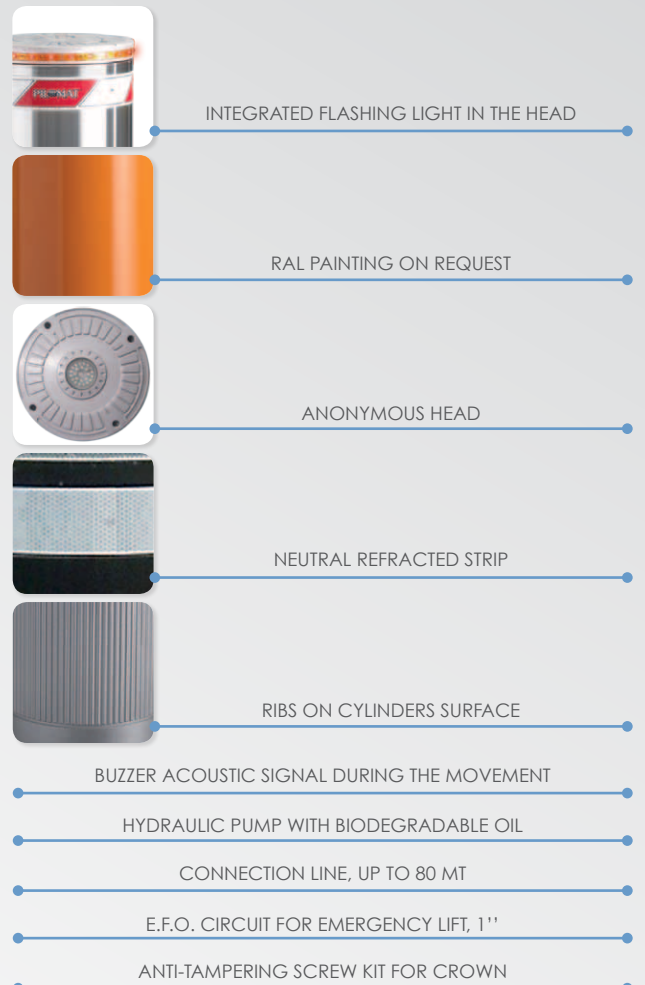 INTEGRATED FLASHING LIGHT IN THE HEAD
RAL PAINTING ON REQUEST
ANONYMOUS HEAD
NEUTRAL REFRACTED STRIP
RIBS ON CYLINDERS SURFACE
BUZZER ACOUSTIC SIGNAL DURING THE MOVEMENT
HYDRAULIC PUMP WITH BIODEGRADABLE OIL
CONNECTION LINE, UP TO 80 MT
E.F.O. CIRCUIT FOR EMERGENCY LIFT, 1’’
ANTI-TAMPERING SCREW KIT FOR CROWN